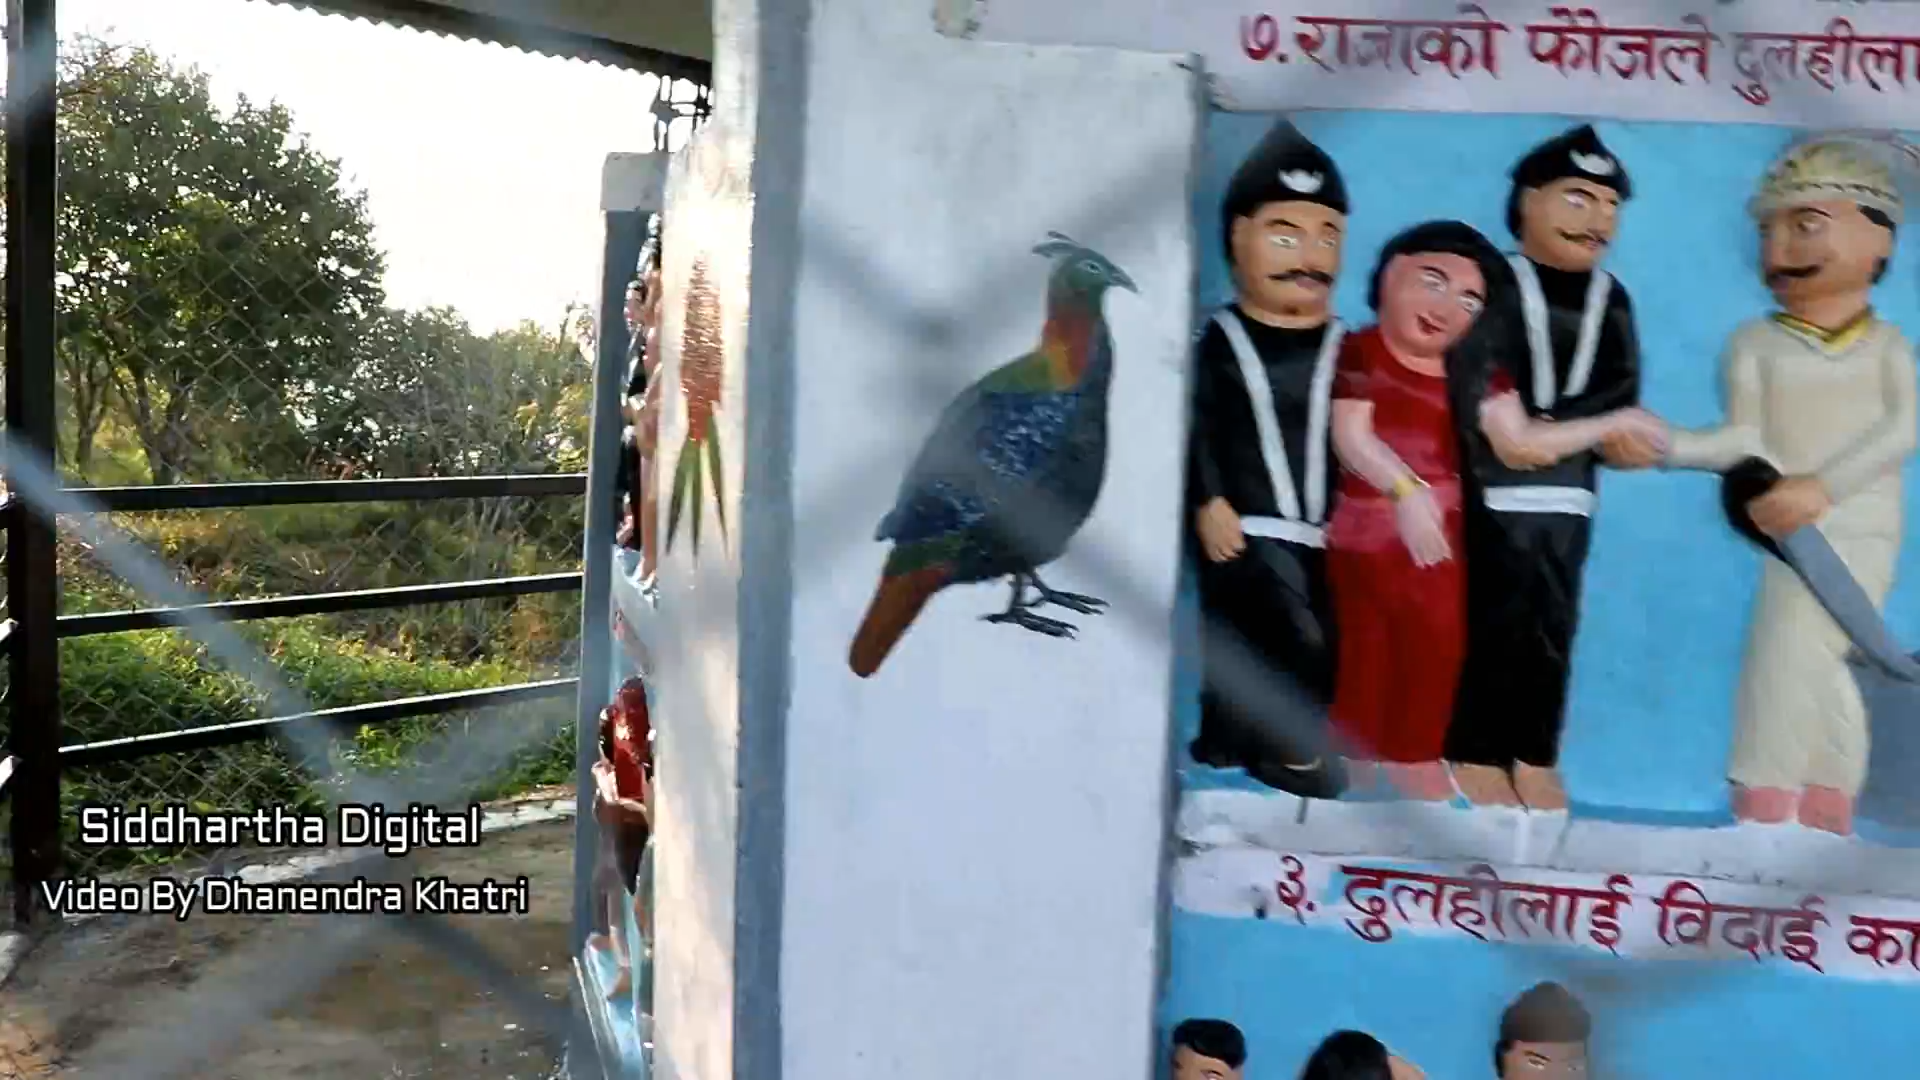 ७. राजाको फौजले दुलहीला
३. दुलहीलाई विदाई का
Siddhartha Digital
Video By Dhanendra Khatri